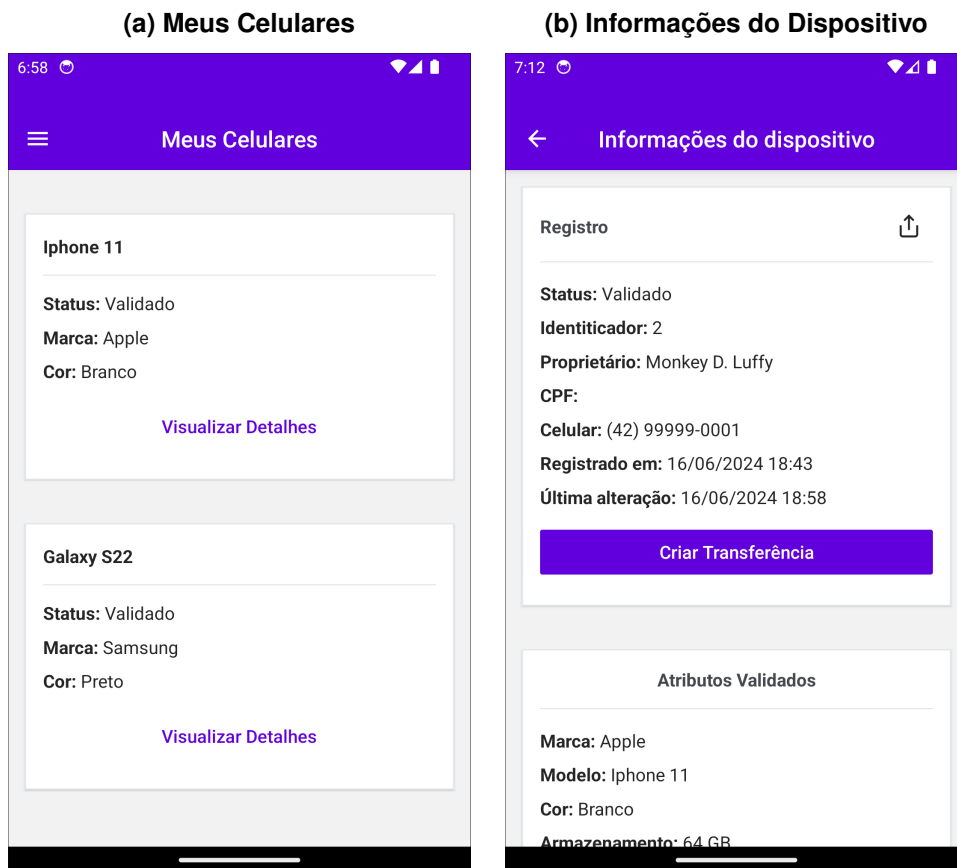 (a) Meus Celulares
6:58
Meus Celulares
Iphone 11
Status: Validado
Marca: Apple
Cor: Branco
Visualizar Detalhes
Galaxy S22
Status: Validado
Marca: Samsung
Cor: Preto
Visualizar Detalhes
(b) Informações do Dispositivo
7:12
Informações do dispositivo
Registro
Status: Validado
Identiticador: 2
Proprietário: Monkey D. Luffy
CPF:
Celular: (42) 99999-0001
Registrado em: 16/06/2024 18:43
Última alteração: 16/06/2024 18:58
Criar Transferência
Atributos Validados
Marca: Apple
Modelo: Iphone 11
Cor: Branco
Armazenamento: 64 GB